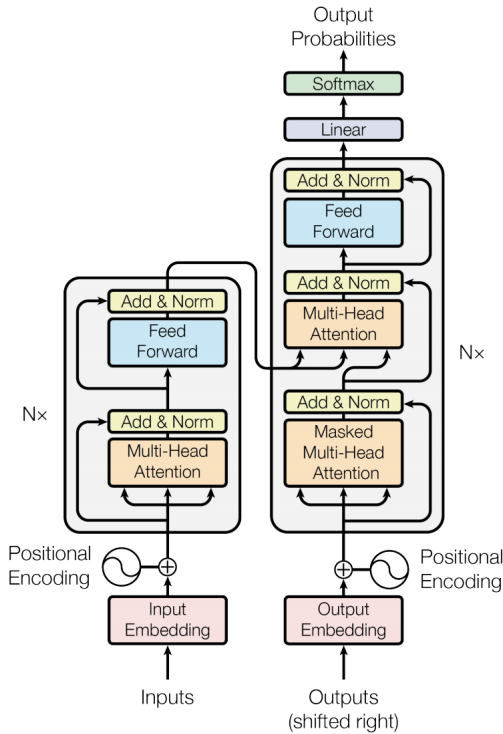 Output
Probabilities
Softmax
Linear
Add & Norm
Feed
Forward
Add & Norm
Multi-Head
Attention
Nx
Add & Norm
Masked
Multi-Head
Attention
Add & Norm
Feed
Forward
Nx
Add & Norm
Multi-Head
Attention
Positional
Encoding
Positional
Encoding
Input
Embedding
Output
Embedding
Inputs
Outputs
(shifted right)